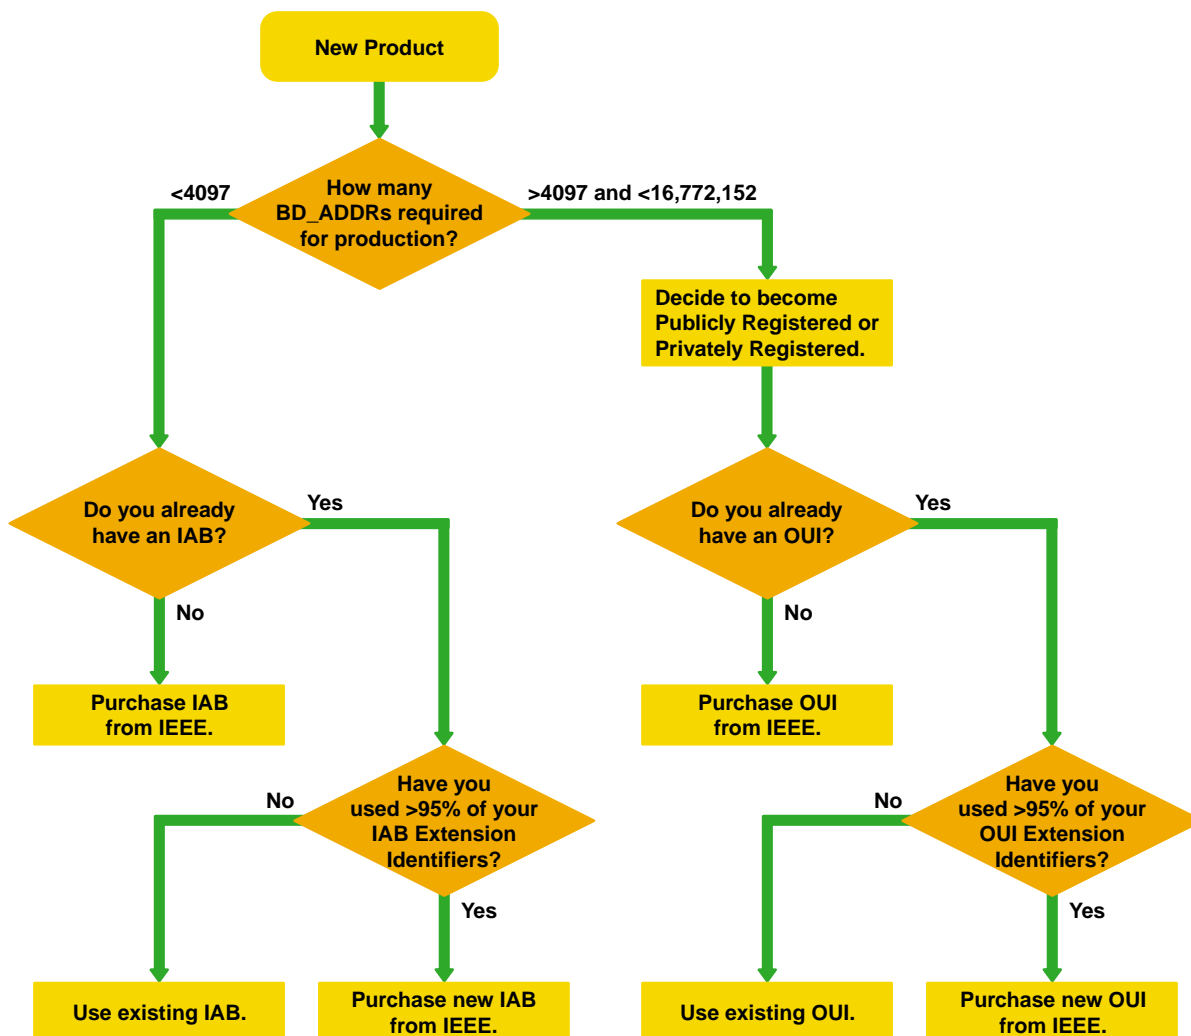 New Product
<4097
How many
BD_ADDRs required
for production?
>4097 and <16,772,152
Decide to become
Publicly Registered or
Privately Registered.
Do you already
have an IAB?
Yes
No
Do you already
have an OUI?
Yes
No
Purchase IAB
from IEEE.
Purchase OUI
from IEEE.
Have you
used >95% of your
IAB Extension
Identifiers?
No
Yes
Have you
used >95% of your
OUI Extension
Identifiers?
No
Yes
Use existing IAB.
Purchase new IAB
from IEEE.
Use existing OUI.
Purchase new OUI
from IEEE.